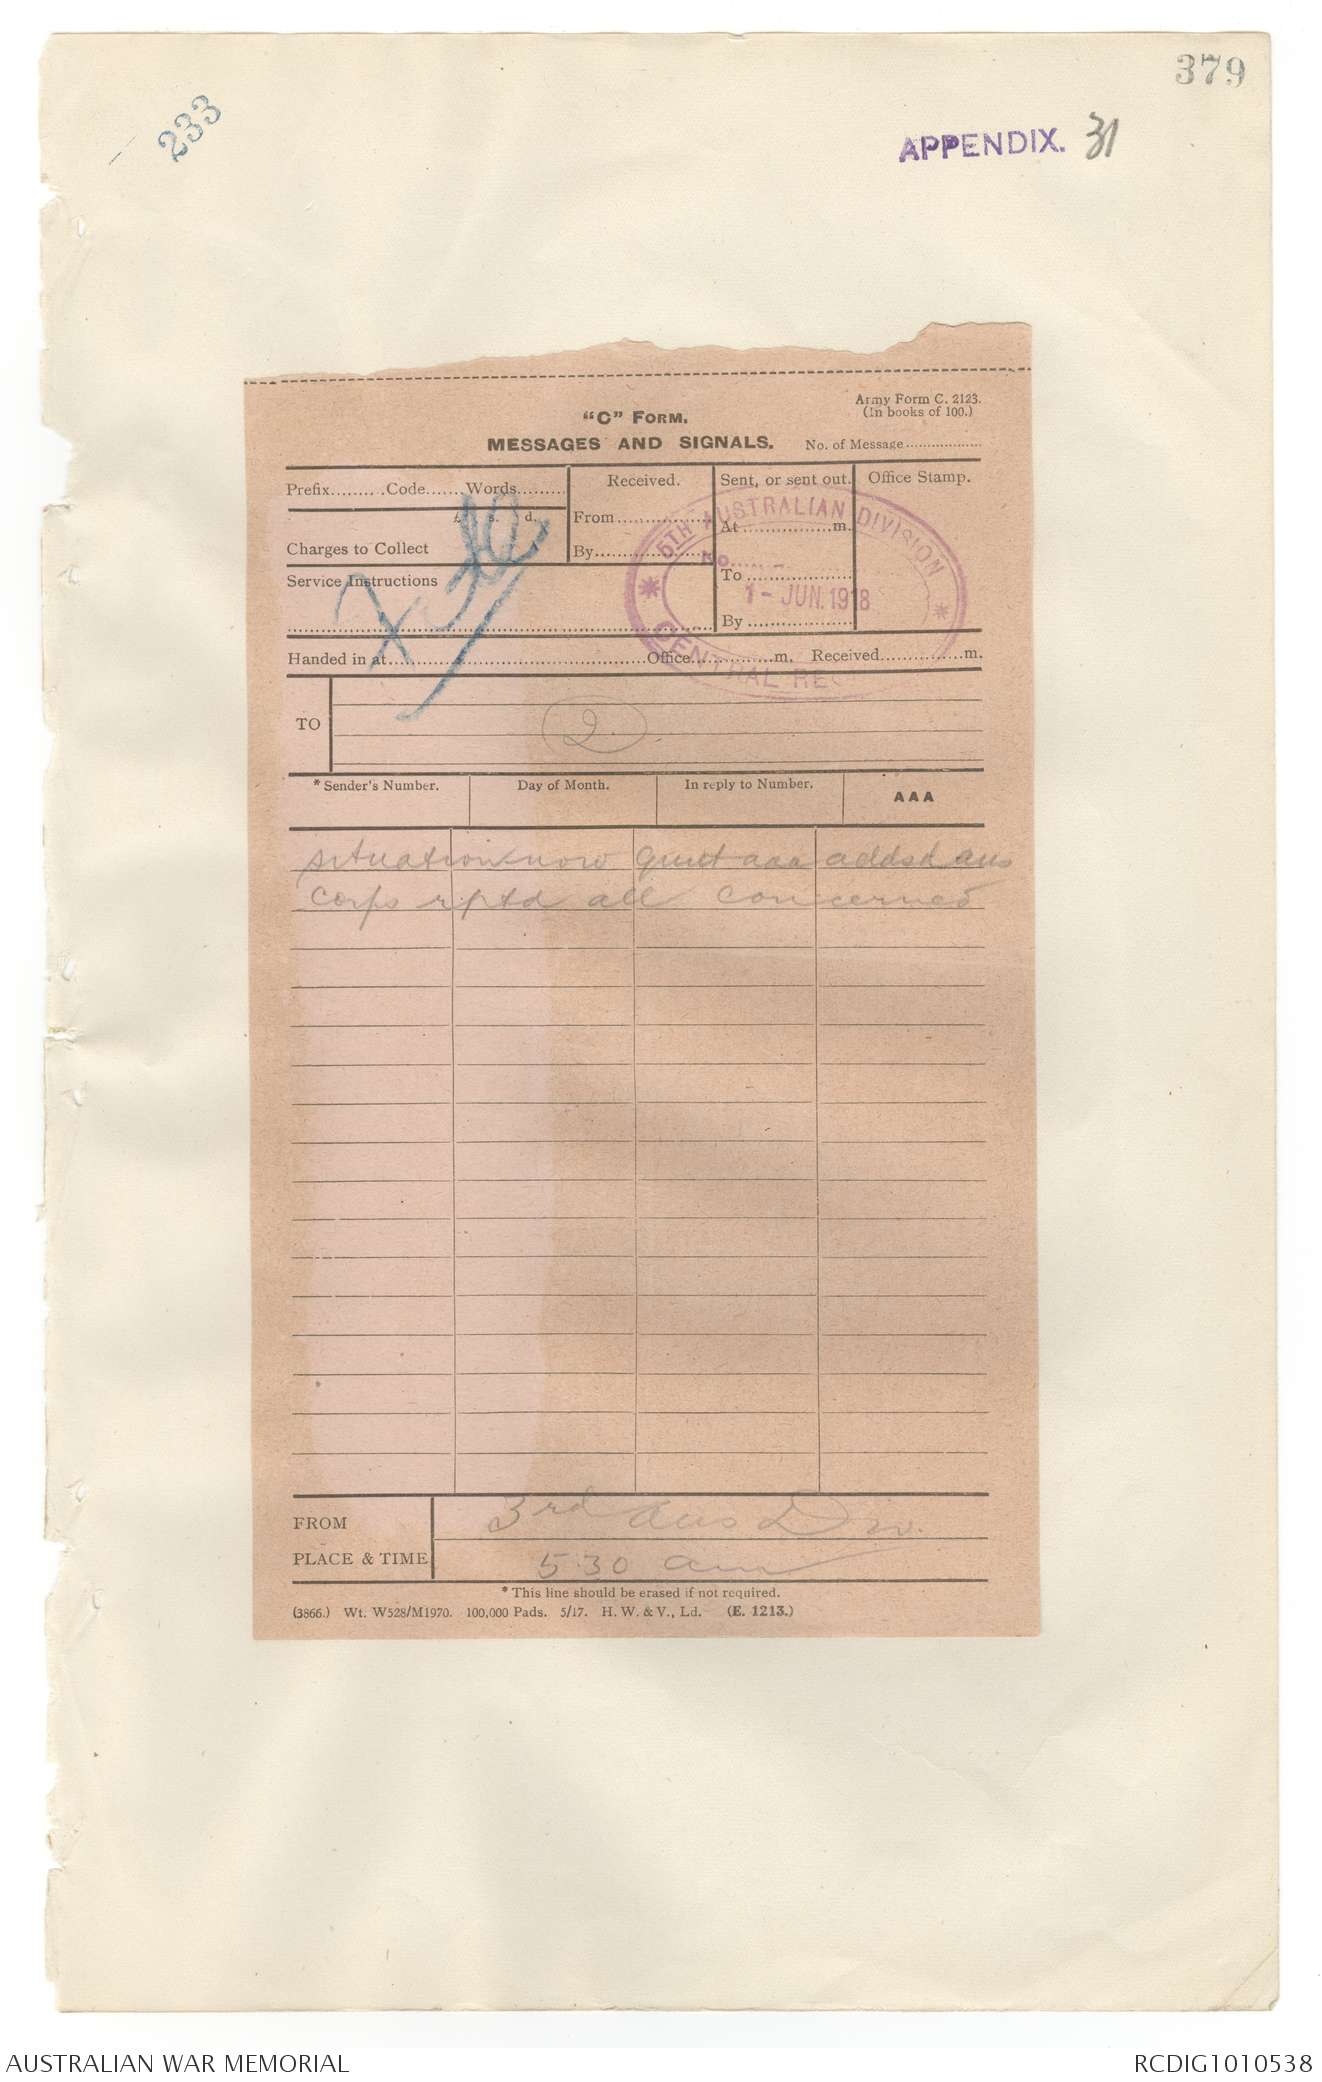 379
233
APPENDIX. 31
"C" FORM.
Army Form C. 2123.
(In books of 100.)
MESSAGES AND SIGNALS.
No. of Message....................
Prefix..........Code.......Words.........
Received.
Sent, or sent out.
Office Stamp.
£ s. d.
From................
At................m.
Charges to Collect
By....................
To....................
Service Instructions
By....................
5TH AUSTRALIAN DIVISION
No.
1- JUN. 1918
CENTRAL RE
Handed in at..............................Office................m. Received................m.
TO
2
* Sender's Number.
Day of Month.
In reply to Number.
AAA
situation now quiet aaa addsd aus
corps rptd all concerned
FROM
3rd Aus Div.
PLACE & TIME
5.30 am
* This line should be erased if not required.
(3866.) Wt. W528/M1970. 100,000 Pads. 5/17. H. W. & V., Ld. (E. 1213.)
AUSTRALIAN WAR MEMORIAL
RCDIG1010538